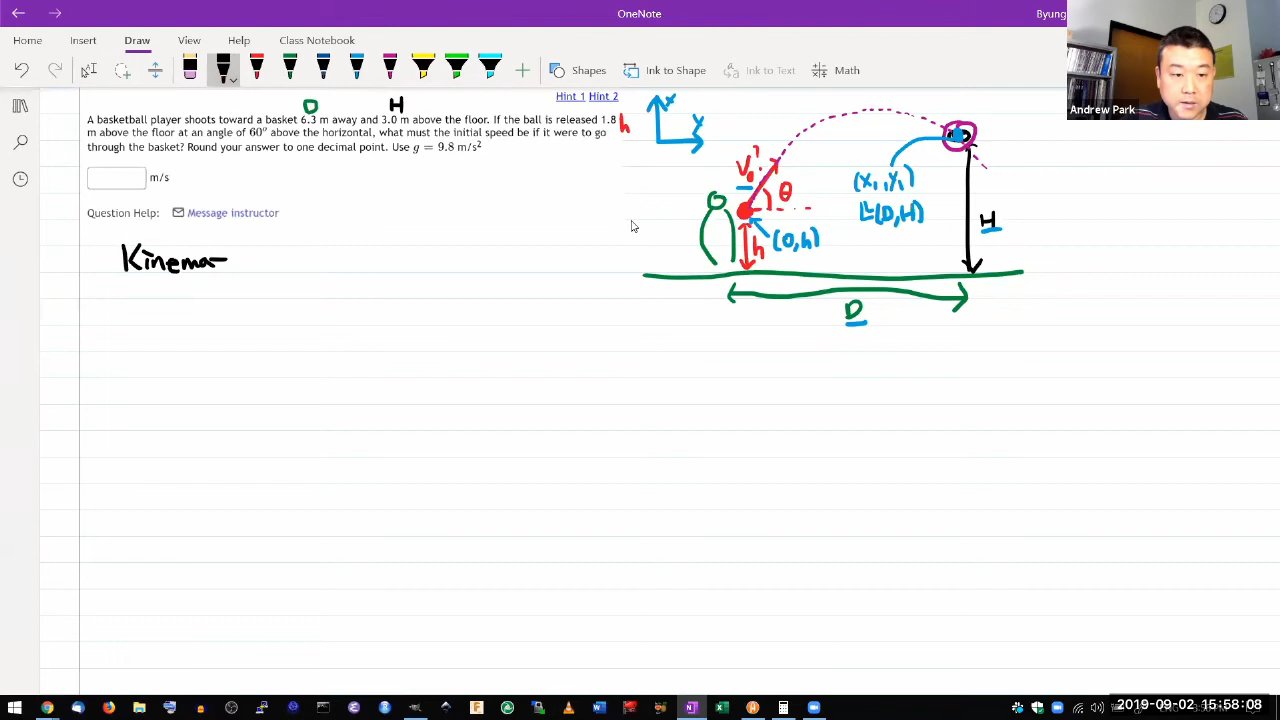 OneNote
Byung
Home Insert Draw View Help Class Notebook
Shapes Ink to Shape Ink to Text Math
Andrew Park
Hint 1 Hint 2
D H
A basketball player shoots toward a basket 6.3 m away and 3.0 m above the floor. If the ball is released 1.8 h
m above the floor at an angle of 60° above the horizontal, what must the initial speed be if it were to go
through the basket? Round your answer to one decimal point. Use g = 9.8 m/s²
m/s
Question Help: Message instructor
Kinema
x
y
V₀?
θ
(x₁, y₁)
(D, H)
H
(0, h)
h
D
2019-09-02 15:58:08